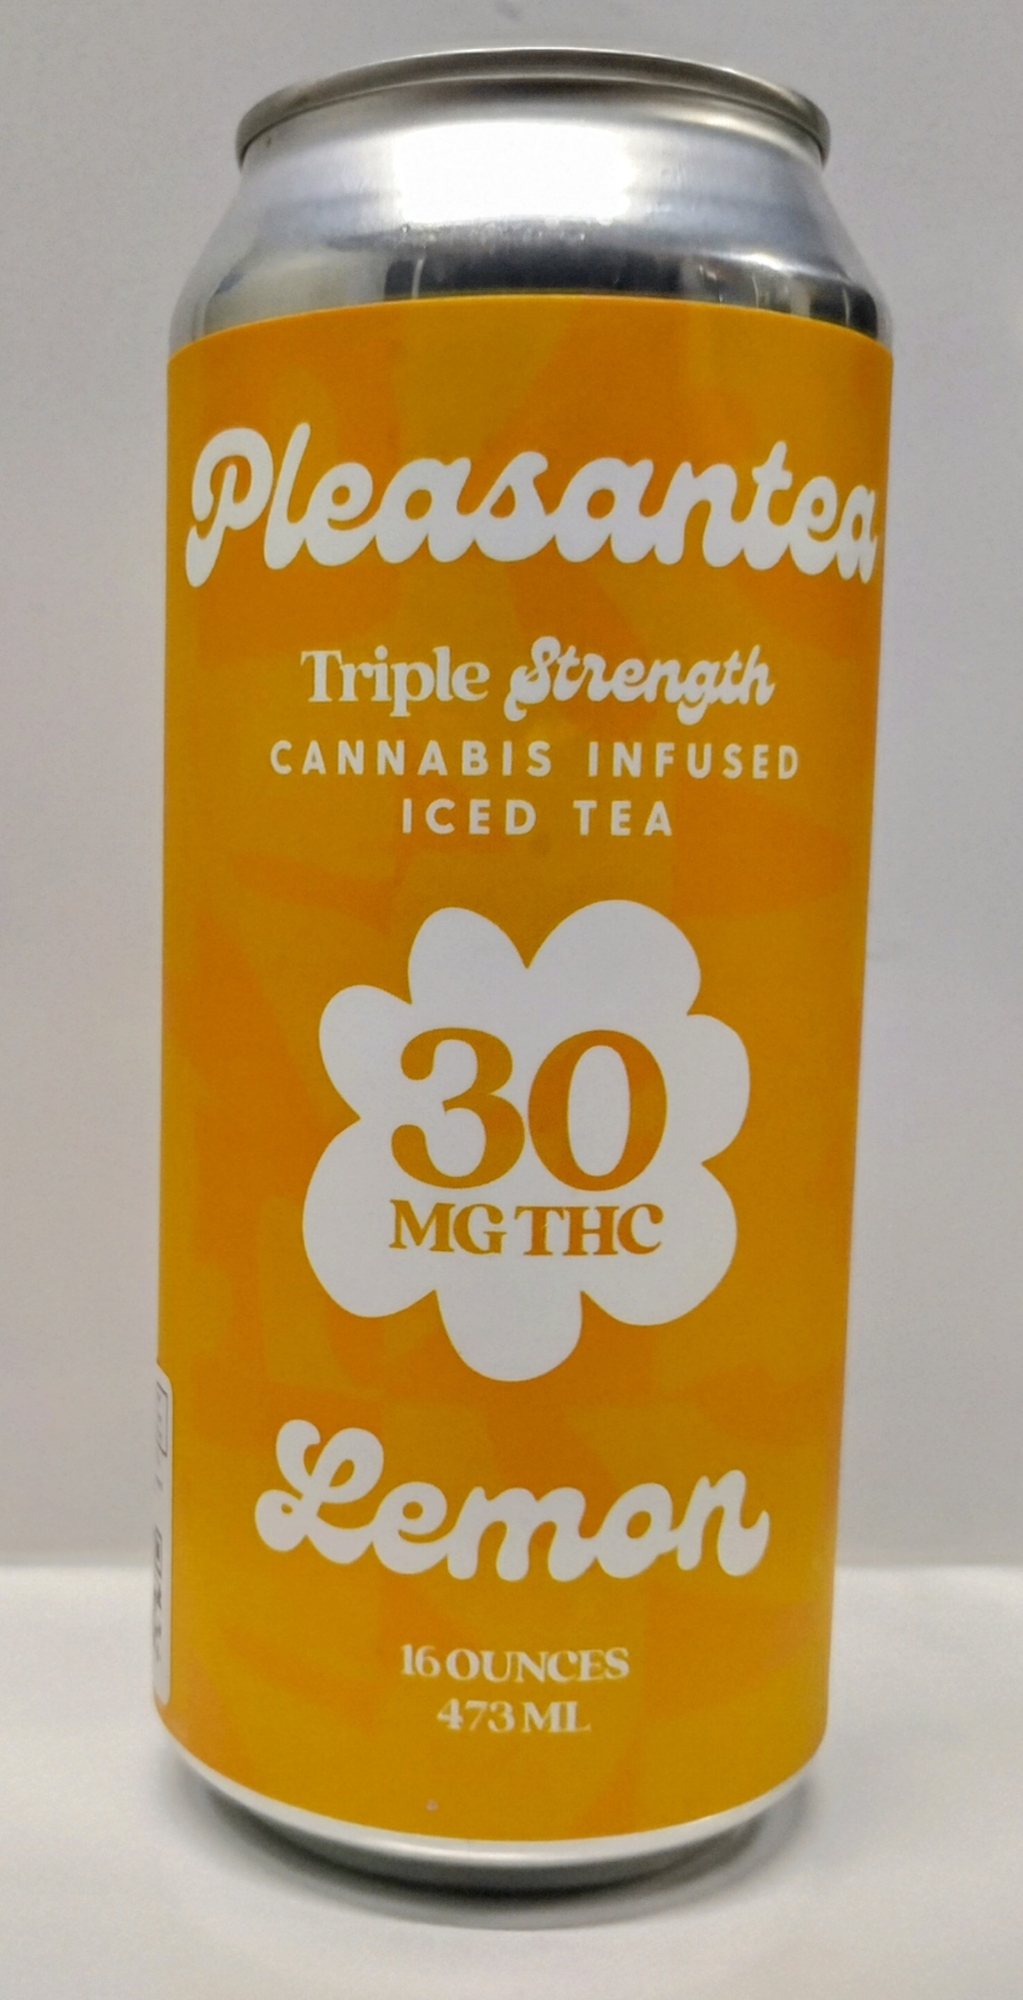 Pleasantea
Triple Strength
CANNABIS INFUSED
ICED TEA
30
MG THC
Lemon
16 OUNCES
473 ML